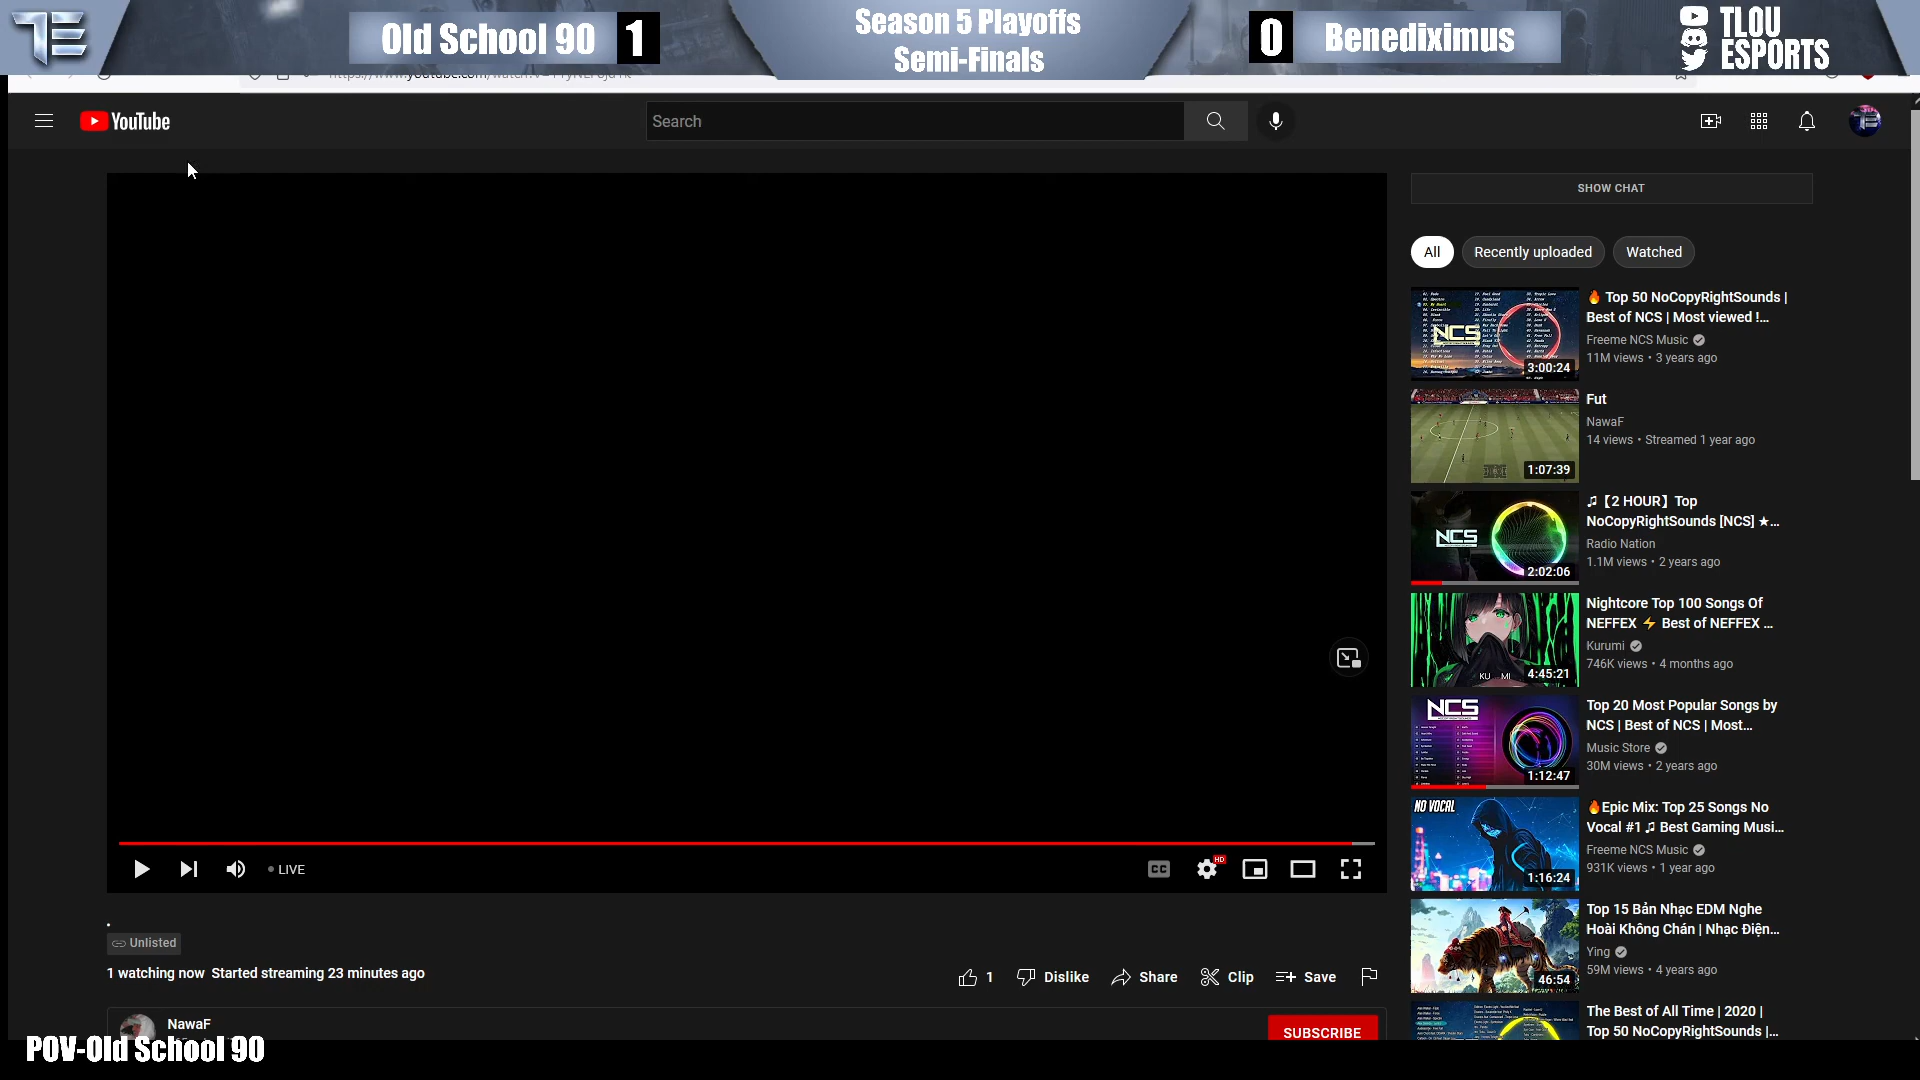 Old School 90 1
Season 5 Playoffs
Semi-Finals
0 Benediximus
TLOU
ESPORTS
YouTube
Search
SHOW CHAT
All
Recently uploaded
Watched
🔥 Top 50 NoCopyRightSounds |
Best of NCS | Most viewed !...
Freeme NCS Music
11M views • 3 years ago
NCS
3:00:24
Fut
NawaF
14 views • Streamed 1 year ago
1:07:39
♫【2 HOUR】Top
NoCopyRightSounds [NCS] ★...
Radio Nation
1.1M views • 2 years ago
NCS
2:02:06
Nightcore Top 100 Songs Of
NEFFEX ⚡ Best of NEFFEX ...
Kurumi
746K views • 4 months ago
KU MI
4:45:21
Top 20 Most Popular Songs by
NCS | Best of NCS | Most...
Music Store
30M views • 2 years ago
NCS
1:12:47
🔥Epic Mix: Top 25 Songs No
Vocal #1 ♫ Best Gaming Musi...
Freeme NCS Music
931K views • 1 year ago
NO VOCAL
1:16:24
Top 15 Bản Nhạc EDM Nghe
Hoài Không Chán | Nhạc Điện...
Ying
59M views • 4 years ago
46:54
The Best of All Time | 2020 |
Top 50 NoCopyRightSounds |...
LIVE
CC
HD
.
Unlisted
1 watching now Started streaming 23 minutes ago
1
Dislike
Share
Clip
Save
NawaF
SUBSCRIBE
POV-Old School 90